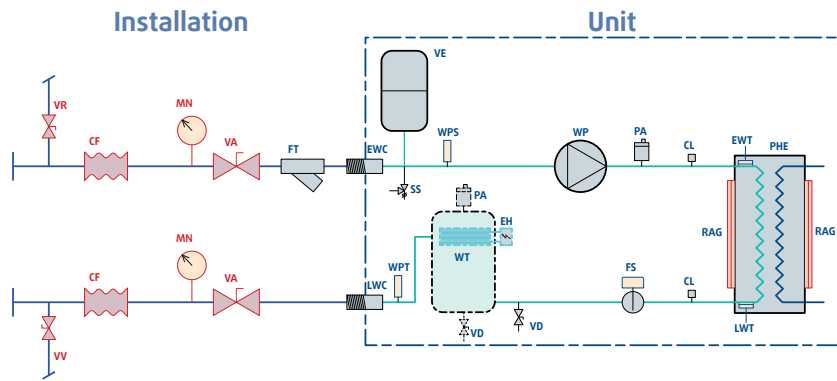 Installation
Unit
VE
VR
MN
CF
VA
FT
EWC
WPS
WP
PA
CL
EWT
PHE
SS
PA
EH
RAG
RAG
MN
WT
CF
VA
LWC
WPT
FS
CL
VV
VD
VD
LWT